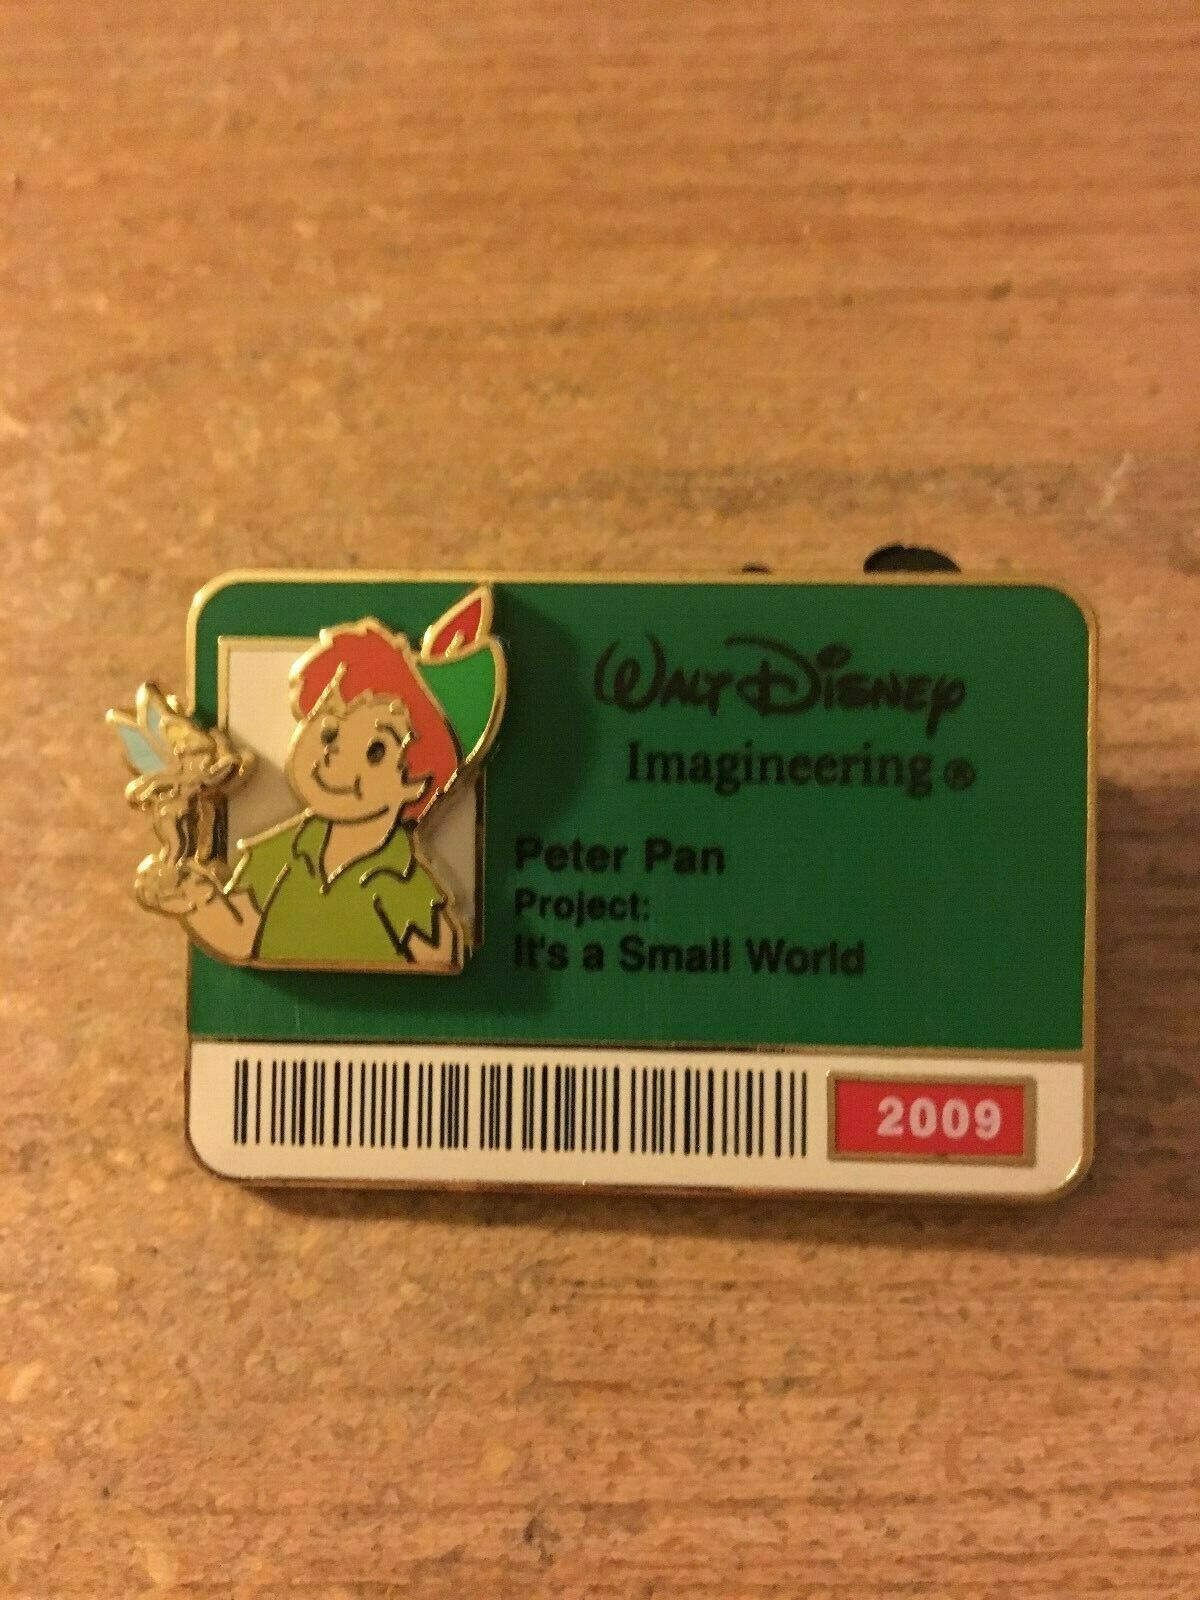 WALT DISNEY
Imagineering ®
Peter Pan
Project:
It's a Small World
2009